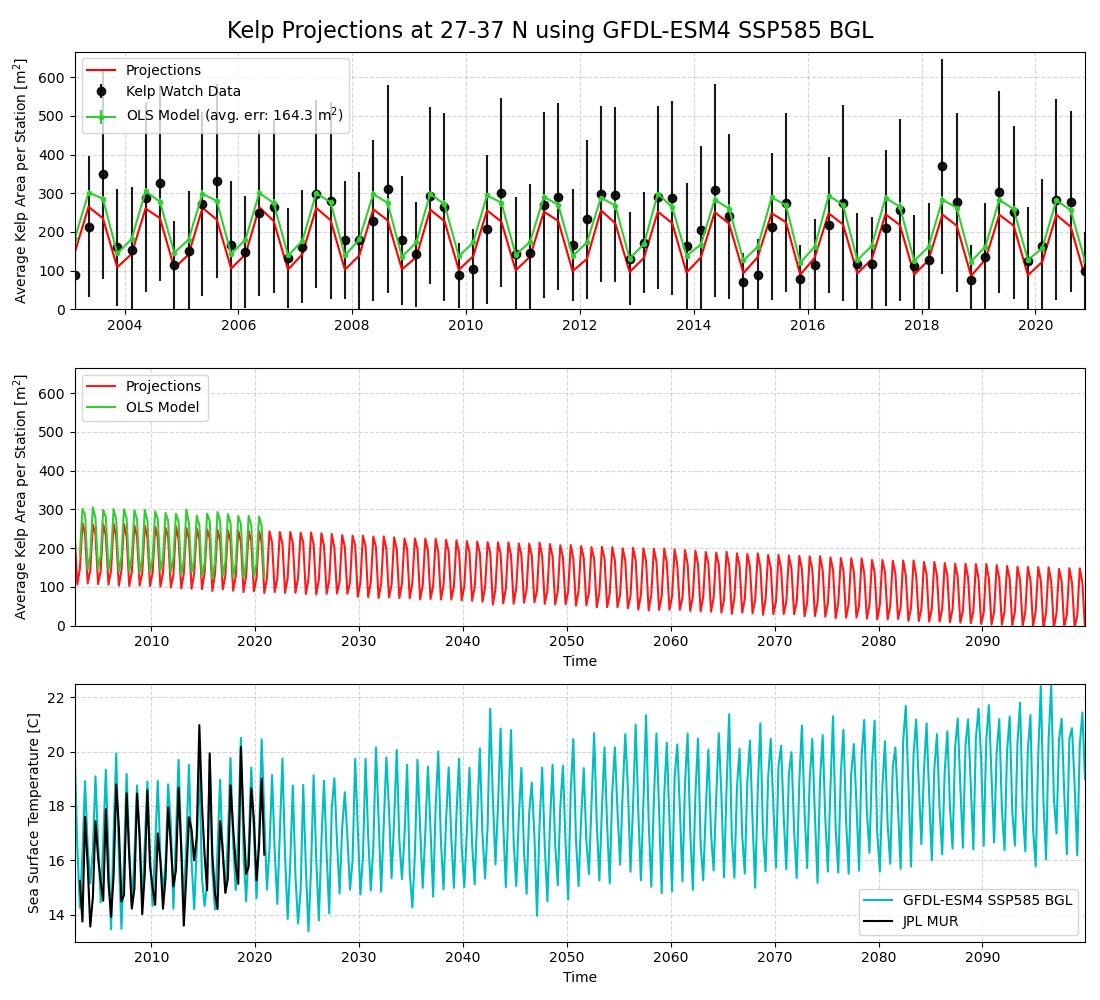 Kelp Projections at 27-37 N using GFDL-ESM4 SSP585 BGL
Average Kelp Area per Station [m²]
600
500
400
300
200
100
0
Projections
Kelp Watch Data
OLS Model (avg. err: 164.3 m²)
2004 2006 2008 2010 2012 2014 2016 2018 2020
Average Kelp Area per Station [m²]
600
500
400
300
200
100
0
Projections
OLS Model
2010 2020 2030 2040 2050 2060 2070 2080 2090
Time
Sea Surface Temperature [C]
22
20
18
16
14
GFDL-ESM4 SSP585 BGL
JPL MUR
2010 2020 2030 2040 2050 2060 2070 2080 2090
Time